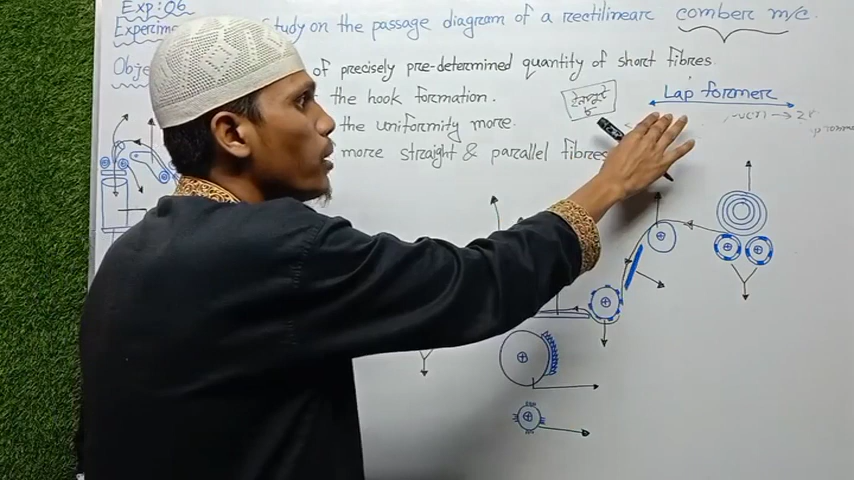 Exp: 06
Experim Study on the passage diagram of a rectilinear comber m/c.
Obje of precisely pre-determined quantity of short fibres.
the hook formation.
the uniformity more.
more straight & parallel fibres
Lap former